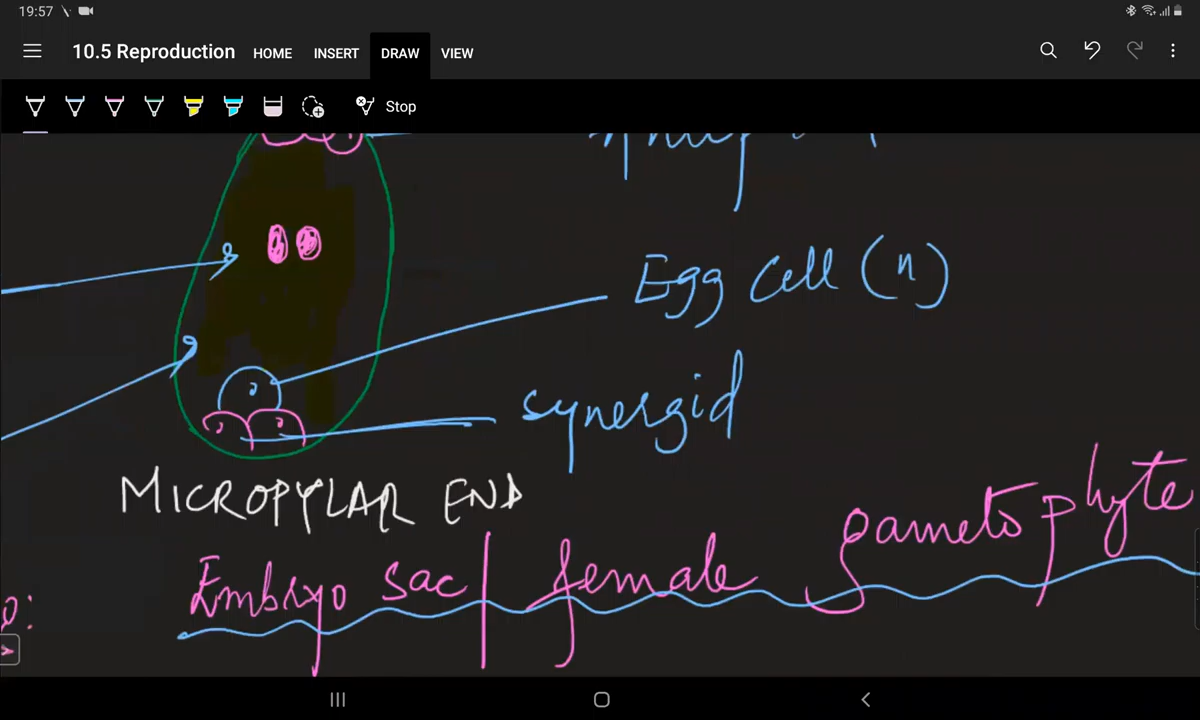 19:57
10.5 Reproduction HOME INSERT DRAW VIEW
Stop
Egg Cell (n)
synergid
MICROPYLAR END
Embryo sac / female gametophyte